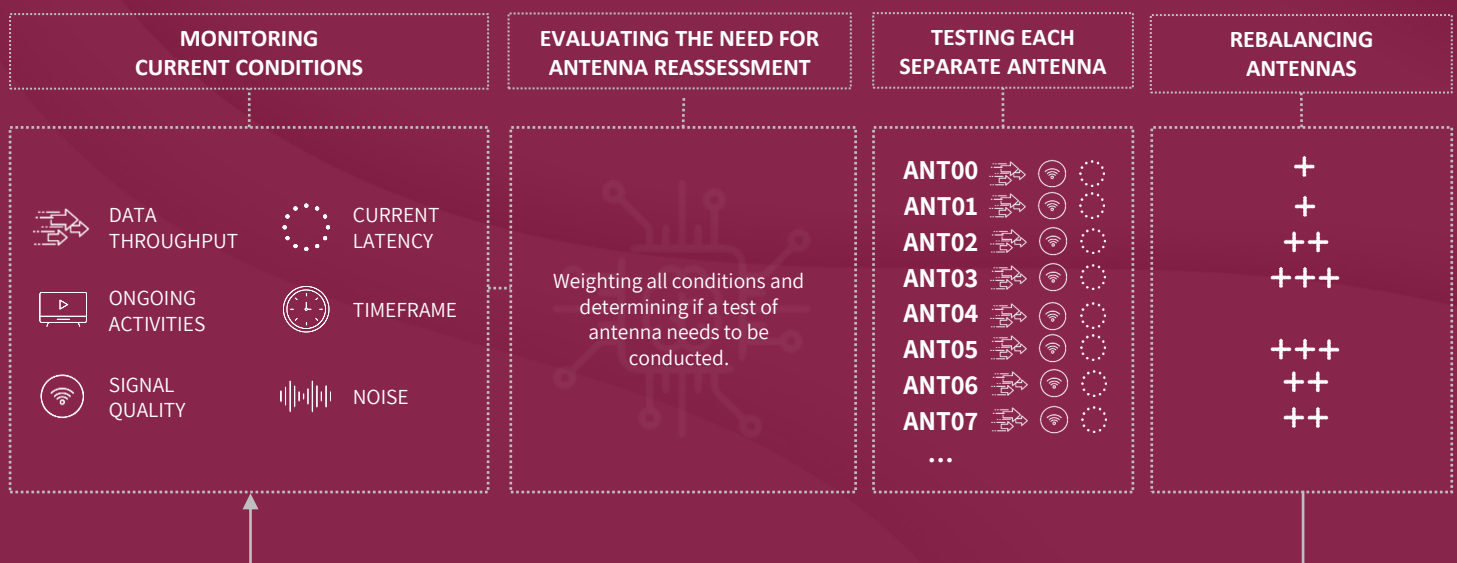 MONITORING
CURRENT CONDITIONS
EVALUATING THE NEED FOR
ANTENNA REASSESSMENT
TESTING EACH
SEPARATE ANTENNA
REBALANCING
ANTENNAS
DATA
THROUGHPUT
CURRENT
LATENCY
ONGOING
ACTIVITIES
TIMEFRAME
SIGNAL
QUALITY
NOISE
Weighting all conditions and
determining if a test of
antenna needs to be
conducted.
ANT00
ANT01
ANT02
ANT03
ANT04
ANT05
ANT06
ANT07
...
+
+
++
+++
+++
++
++